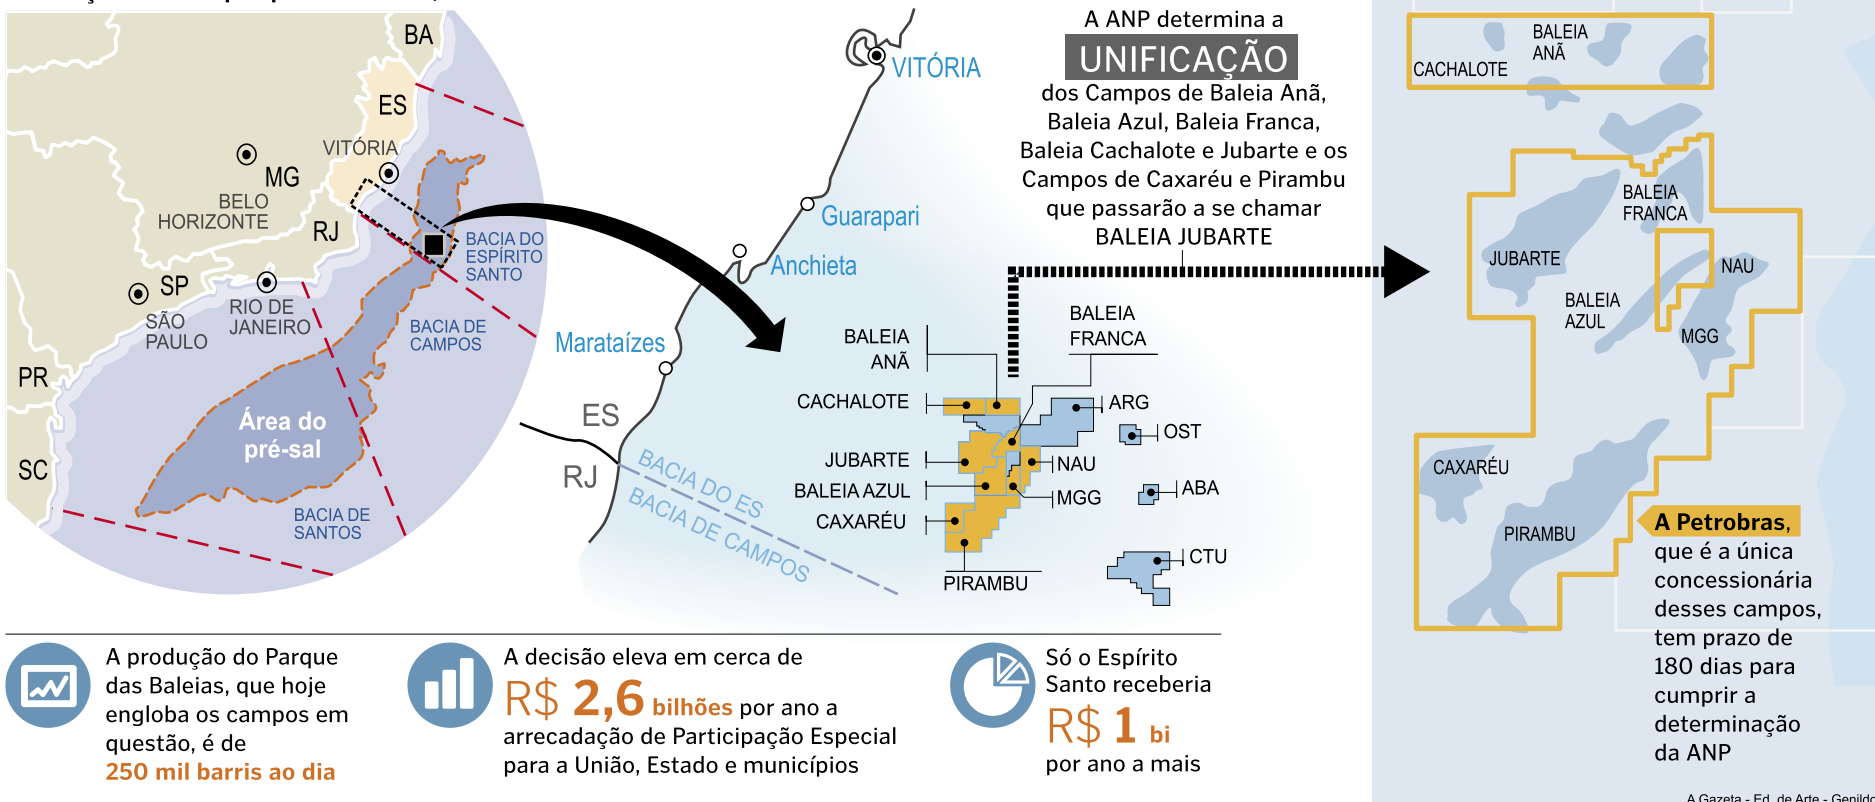 BA
ES
VITÓRIA
MG
BELO
HORIZONTE
RJ
SP
SÃO
PAULO
RIO DE
JANEIRO
PR
SC
BACIA DO
ESPÍRITO
SANTO
BACIA DE
CAMPOS
Área do
pré-sal
BACIA DE
SANTOS
VITÓRIA
Guarapari
Anchieta
Marataízes
ES
RJ
BACIA DO ES
BACIA DE CAMPOS
A ANP determina a
UNIFICAÇÃO
dos Campos de Baleia Anã,
Baleia Azul, Baleia Franca,
Baleia Cachalote e Jubarte e os
Campos de Caxaréu e Pirambu
que passarão a se chamar
BALEIA JUBARTE
BALEIA
ANÃ
BALEIA
FRANCA
CACHALOTE
ARG
OST
JUBARTE
NAU
BALEIA AZUL
MGG
ABA
CAXARÉU
PIRAMBU
CTU
BALEIA
ANÃ
CACHALOTE
BALEIA
FRANCA
JUBARTE
NAU
BALEIA
AZUL
MGG
CAXARÉU
PIRAMBU
A Petrobras,
que é a única
concessionária
desses campos,
tem prazo de
180 dias para
cumprir a
determinação
da ANP
A produção do Parque
das Baleias, que hoje
engloba os campos em
questão, é de
250 mil barris ao dia
A decisão eleva em cerca de
R$ 2,6 bilhões por ano a
arrecadação de Participação Especial
para a União, Estado e municípios
Só o Espírito
Santo receberia
R$ 1 bi
por ano a mais
A Gazeta - Ed. de Arte - Genildo